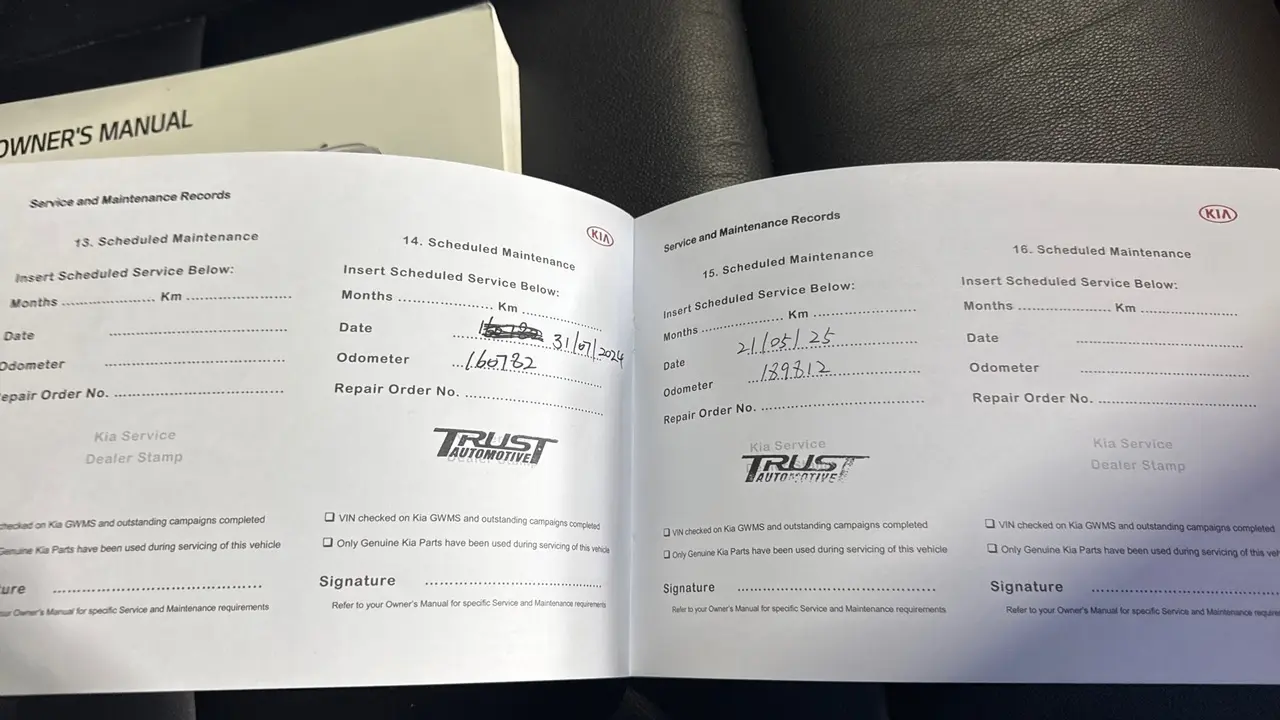 OWNER'S MANUAL
Service and Maintenance Records
13. Scheduled Maintenance
Insert Scheduled Service Below:
Months .................... Km ....................
Date ....................
Odometer ....................
epair Order No. ....................
Kia Service
Dealer Stamp
checked on Kia GWMS and outstanding campaigns completed
Genuine Kia Parts have been used during servicing of this vehicle
ure ....................
our Owner's Manual for specific Service and Maintenance requirements
KIA
14. Scheduled Maintenance
Insert Scheduled Service Below:
Months .................... Km ....................
Date 31/07/2024
Odometer 160782
Repair Order No. ....................
TRUST
AUTOMOTIVE
Dealer Stamp
VIN checked on Kia GWMS and outstanding campaigns completed
Only Genuine Kia Parts have been used during servicing of this vehicle
Signature ....................
Refer to your Owner's Manual for specific Service and Maintenance requirements
Service and Maintenance Records
15. Scheduled Maintenance
Insert Scheduled Service Below:
Months .................... Km ....................
Date 21/05/25
Odometer 189812
Repair Order No. ....................
Kia Service
TRUST
AUTOMOTIVE
VIN checked on Kia GWMS and outstanding campaigns completed
Only Genuine Kia Parts have been used during servicing of this vehicle
Signature ....................
Refer to your Owner's Manual for specific Service and Maintenance requirements
KIA
16. Scheduled Maintenance
Insert Scheduled Service Below:
Months .................... Km ....................
Date ....................
Odometer ....................
Repair Order No. ....................
Kia Service
Dealer Stamp
VIN checked on Kia GWMS and outstanding campaigns completed
Only Genuine Kia Parts have been used during servicing of this veh
Signature ....................
Refer to your Owner's Manual for specific Service and Maintenance require